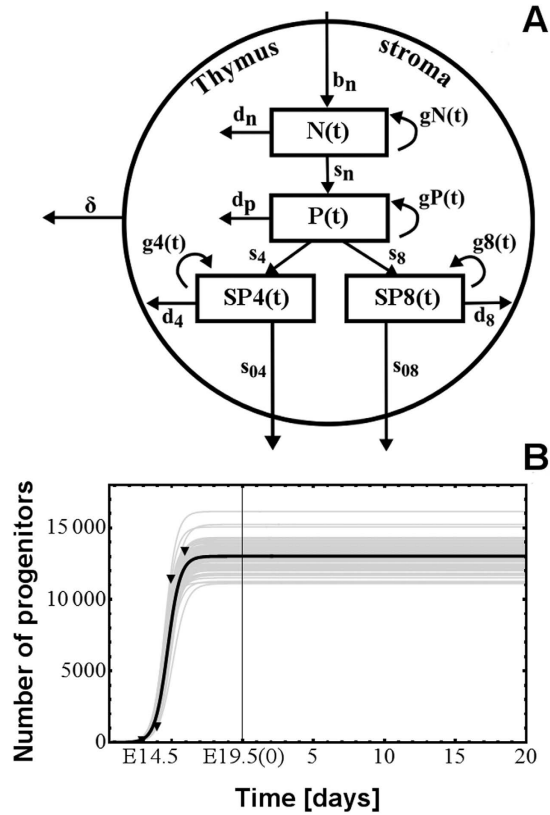 A
Thymus stroma
bn
dn N(t) gN(t)
sn
δ dp P(t) gP(t)
g4(t) s4 s8 g8(t)
SP4(t) SP8(t)
d4 d8
s04 s08
B
Number of progenitors
15 000
10 000
5000
0
E14.5 E19.5(0) 5 10 15 20
Time [days]